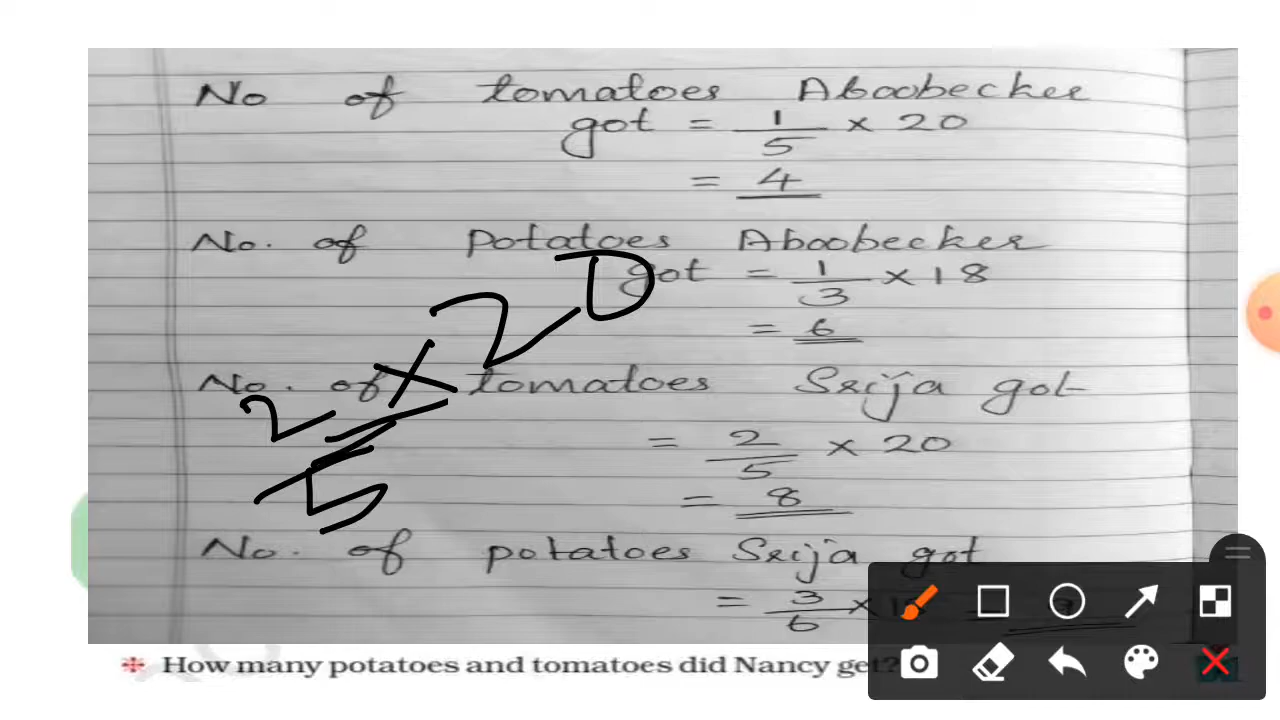 No of tomatoes Aboobecker
got = 1/5 × 20
= 4
No. of Potatoes Aboobecker
got = 1/3 × 18
= 6
No. of tomatoes Srija got
= 2/5 × 20
= 8
2/5 × 20
No. of potatoes Srija got
= 3/6 ×
How many potatoes and tomatoes did Nancy get?